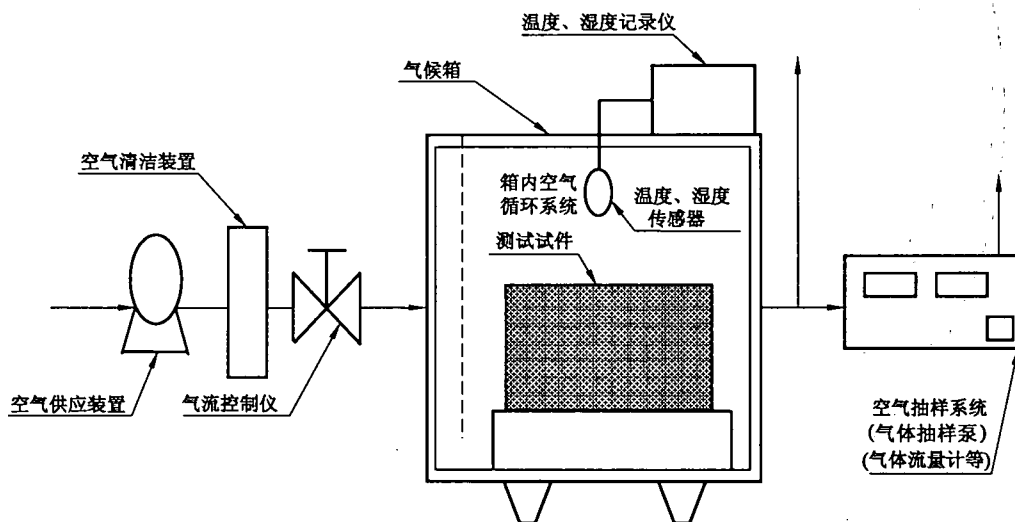 温度、湿度记录仪
气候箱
空气清洁装置
箱内空气
循环系统
温度、湿度
传感器
测试试件
空气供应装置
气流控制仪
空气抽样系统
(气体抽样泵)
(气体流量计等)